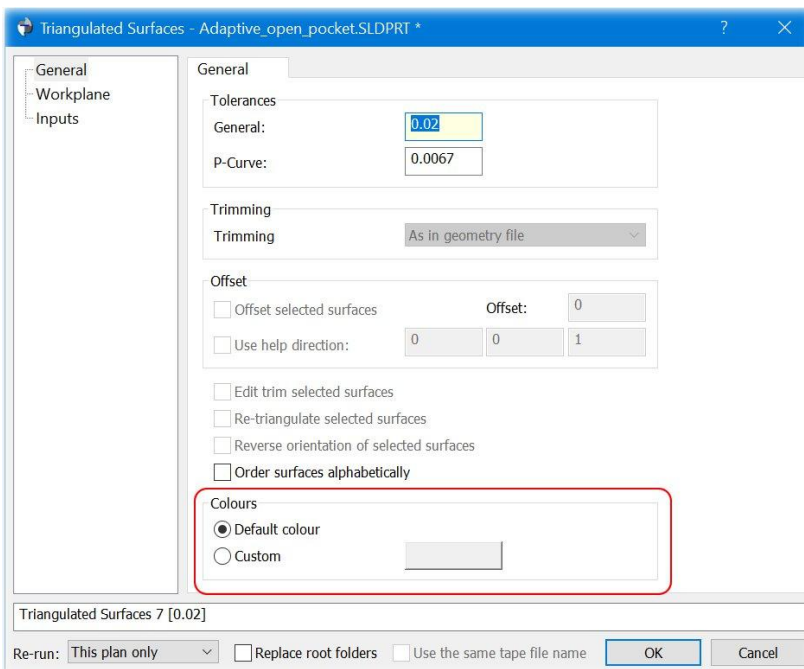 Triangulated Surfaces - Adaptive_open_pocket.SLDPRT * ?
General
Workplane
Inputs
General
Tolerances
General: 0.02
P-Curve: 0.0067
Trimming
Trimming As in geometry file
Offset
Offset selected surfaces Offset: 0
Use help direction: 0 0 1
Edit trim selected surfaces
Re-triangulate selected surfaces
Reverse orientation of selected surfaces
Order surfaces alphabetically
Colours
Default colour
Custom
Triangulated Surfaces 7 [0.02]
Re-run: This plan only Replace root folders Use the same tape file name OK Cancel